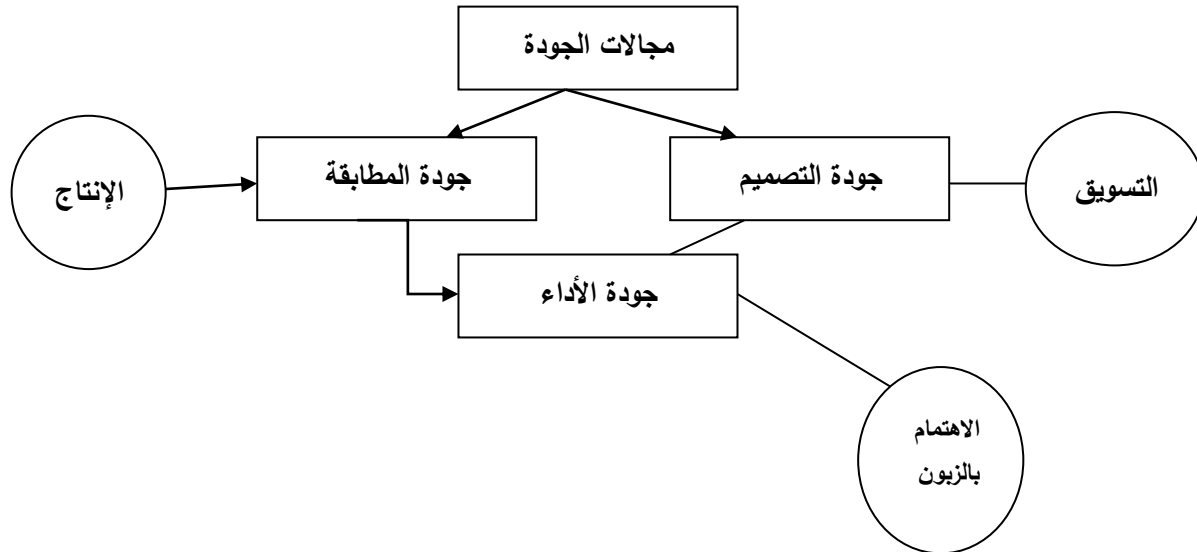 مجالات الجودة
جودة التصميم
جودة المطابقة
التسويق
الإنتاج
جودة الأداء
الاهتمام
بالزبون